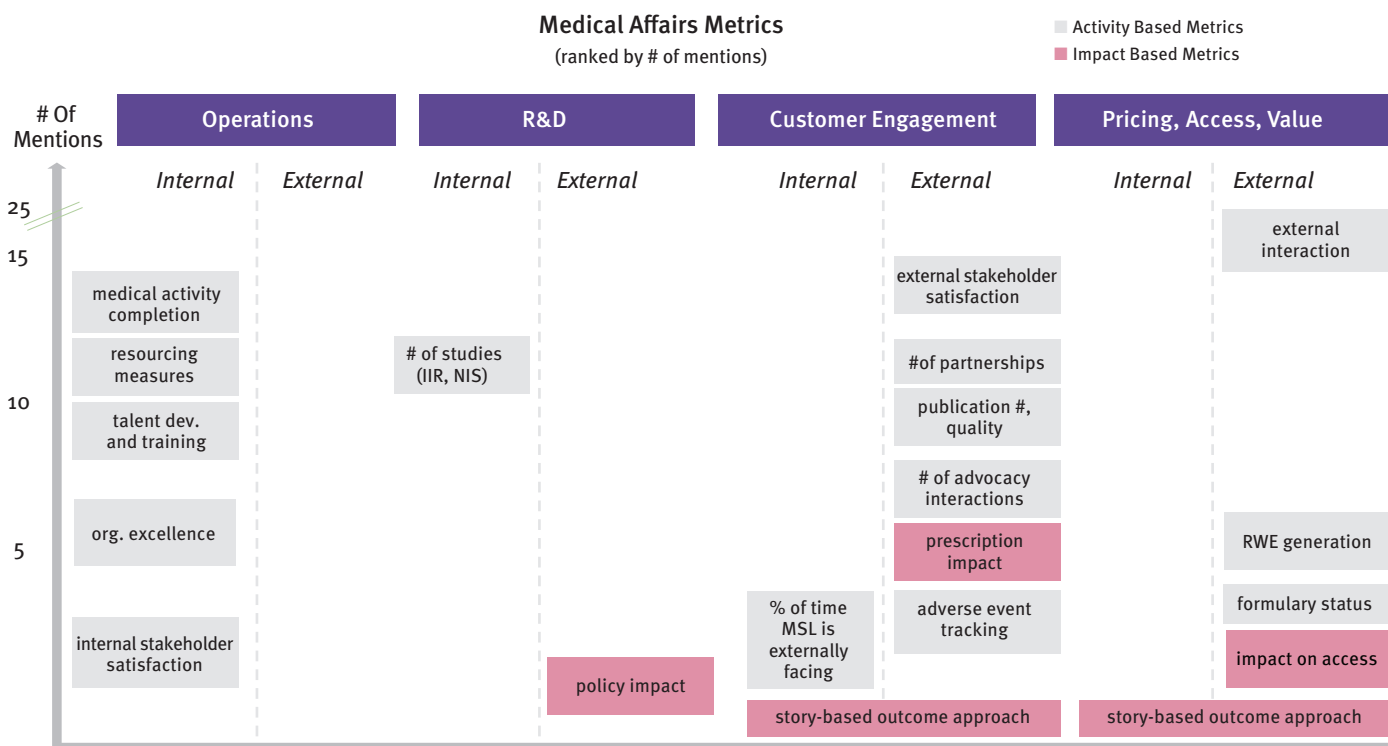 Medical Affairs Metrics
(ranked by # of mentions)
Activity Based Metrics
Impact Based Metrics
# Of
Mentions
Operations
R&D
Customer Engagement
Pricing, Access, Value
Internal
External
Internal
External
Internal
External
Internal
External
25
15
10
5
medical activity
completion
resourcing
measures
talent dev.
and training
org. excellence
internal stakeholder
satisfaction
# of studies
(IIR, NIS)
policy impact
% of time
MSL is
externally
facing
external stakeholder
satisfaction
#of partnerships
publication #,
quality
# of advocacy
interactions
prescription
impact
adverse event
tracking
story-based outcome approach
external
interaction
RWE generation
formulary status
impact on access
story-based outcome approach